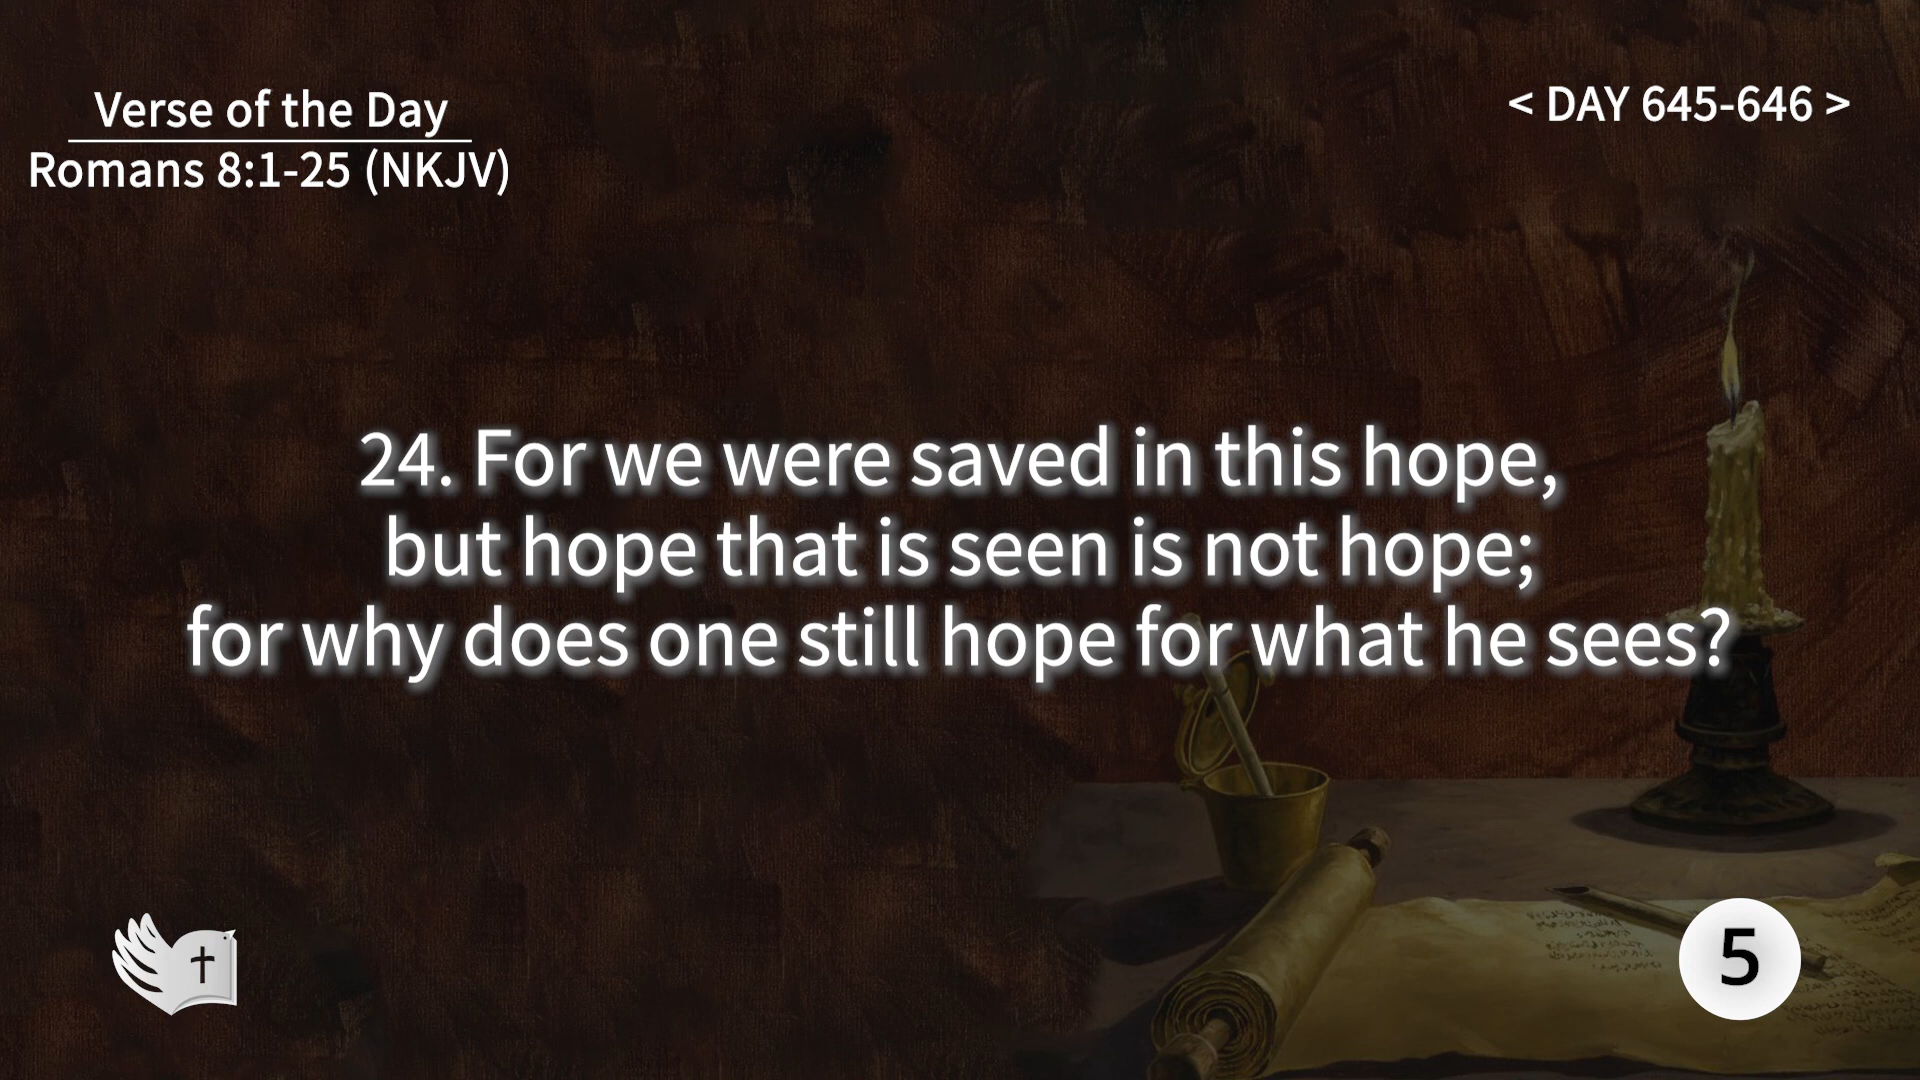 Verse of the Day
Romans 8:1-25 (NKJV)
< DAY 645-646 >
24. For we were saved in this hope,
but hope that is seen is not hope;
for why does one still hope for what he sees?
5